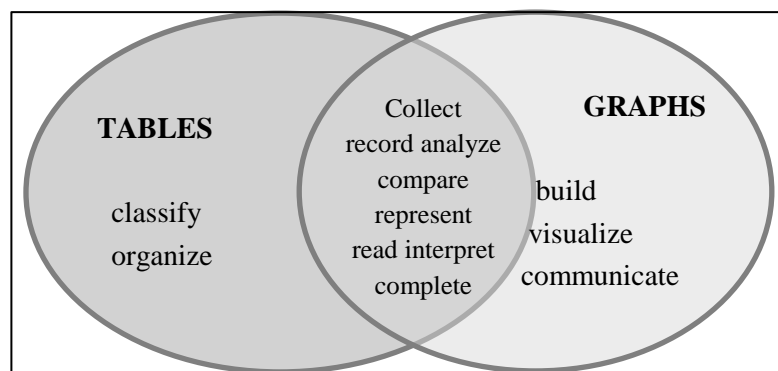 TABLES
classify
organize
Collect
record analyze
compare
represent
read interpret
complete
GRAPHS
build
visualize
communicate